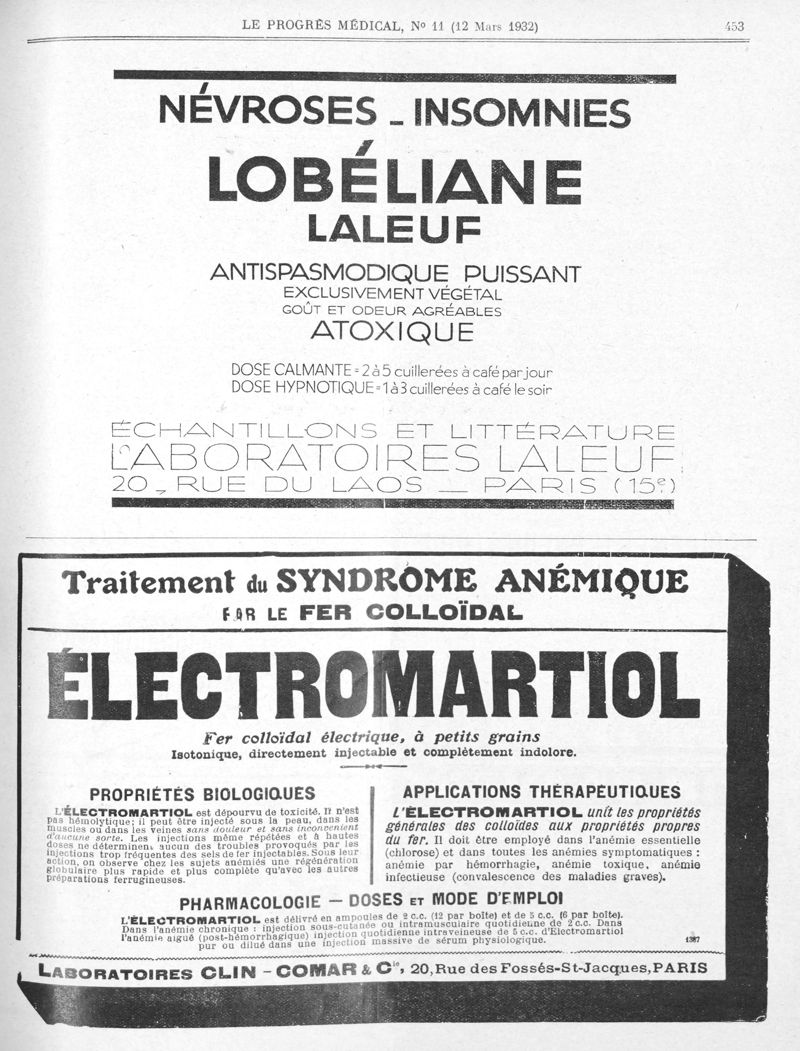 LE PROGRÈS MÉDICAL, No 11 (12 Mars 1932)
453
NÉVROSES - INSOMNIES
LOBÉLIANE
LALEUF
ANTISPASMODIQUE PUISSANT
EXCLUSIVEMENT VÉGÉTAL
GOÛT ET ODEUR AGRÉABLES
ATOXIQUE
DOSE CALMANTE = 2 à 5 cuillerées à café par jour
DOSE HYPNOTIQUE = 1 à 3 cuillerées à café le soir
ÉCHANTILLONS ET LITTÉRATURE
LABORATOIRES LALEUF
20, RUE DU LAOS — PARIS (15e)
Traitement du SYNDRÔME ANÉMIQUE
PAR LE FER COLLOÏDAL
ÉLECTROMARTIOL
Fer colloïdal électrique, à petits grains
Isotonique, directement injectable et complètement indolore.
PROPRIÉTÉS BIOLOGIQUES
L'ÉLECTROMARTIOL est dépourvu de toxicité. Il n'est
pas hémolytique; il peut être injecté sous la peau, dans les
muscles ou dans les veines sans douleur et sans inconvénient
d'aucune sorte. Les injections même répétées et à hautes
doses ne déterminent aucun des troubles provoqués par les
injections trop fréquentes des sels de fer injectables. Sous leur
action, on observe chez les sujets anémiés une régénération
globulaire plus rapide et plus complète qu'avec les autres
préparations ferrugineuses.
APPLICATIONS THÉRAPEUTIQUES
L'ÉLECTROMARTIOL unit les propriétés
générales des colloïdes aux propriétés propres
du fer. Il doit être employé dans l'anémie essentielle
(chlorose) et dans toutes les anémies symptomatiques :
anémie par hémorrhagie, anémie toxique, anémie
infectieuse (convalescence des maladies graves).
PHARMACOLOGIE — DOSES ET MODE D'EMPLOI
L'ÉLECTROMARTIOL est délivré en ampoules de 2 c.c. (12 par boîte) et de 5 c.c. (6 par boîte).
Dans l'anémie chronique : injection sous-cutanée ou intramusculaire quotidienne de 2 c.c. Dans
l'anémie aiguë (post-hémorrhagique) injection quotidienne intraveineuse de 5 c.c. d'Electromartiol
pur ou dilué dans une injection massive de sérum physiologique.
1387
LABORATOIRES CLIN - COMAR & Cie, 20, Rue des Fossés-St-Jacques, PARIS